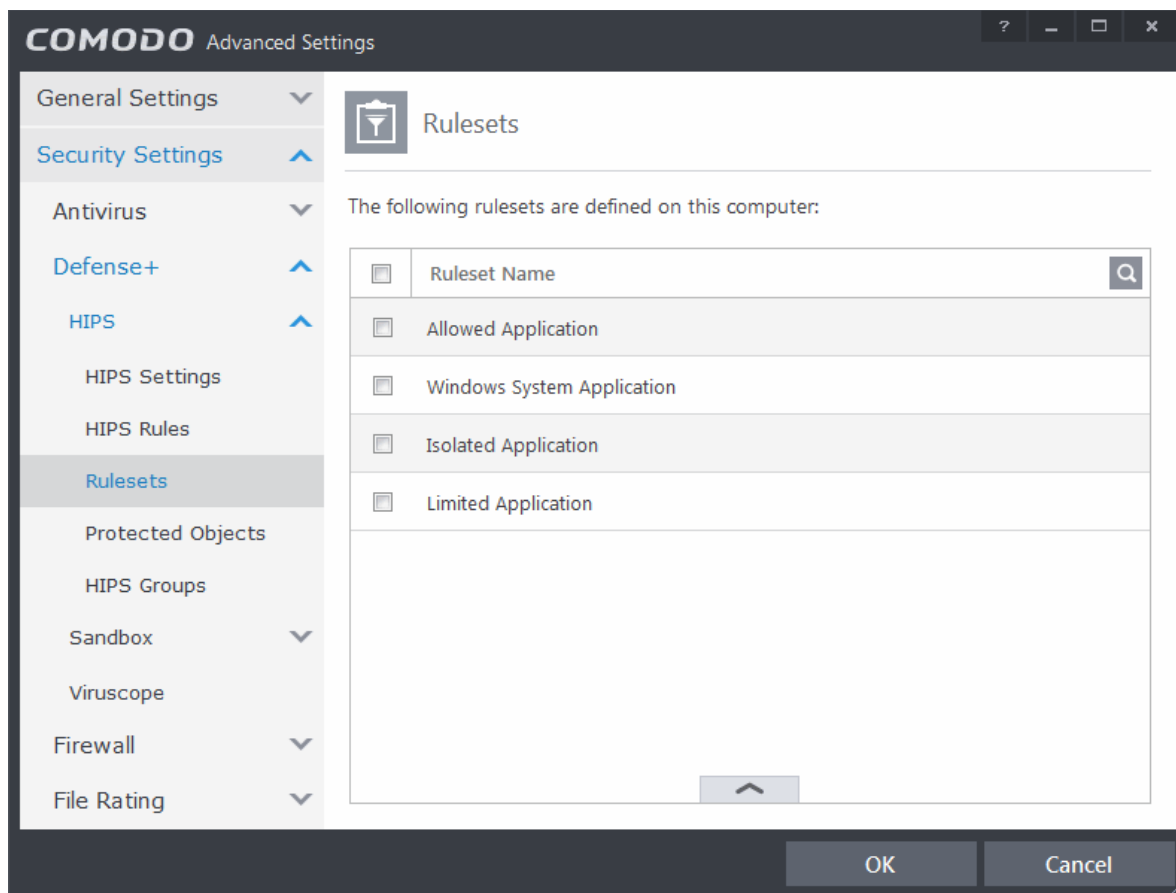 COMODO Advanced Settings
?
General Settings
Security Settings
Antivirus
Defense+
HIPS
HIPS Settings
HIPS Rules
Rulesets
Protected Objects
HIPS Groups
Sandbox
Viruscope
Firewall
File Rating
Rulesets
The following rulesets are defined on this computer:
Ruleset Name
Allowed Application
Windows System Application
Isolated Application
Limited Application
OK
Cancel